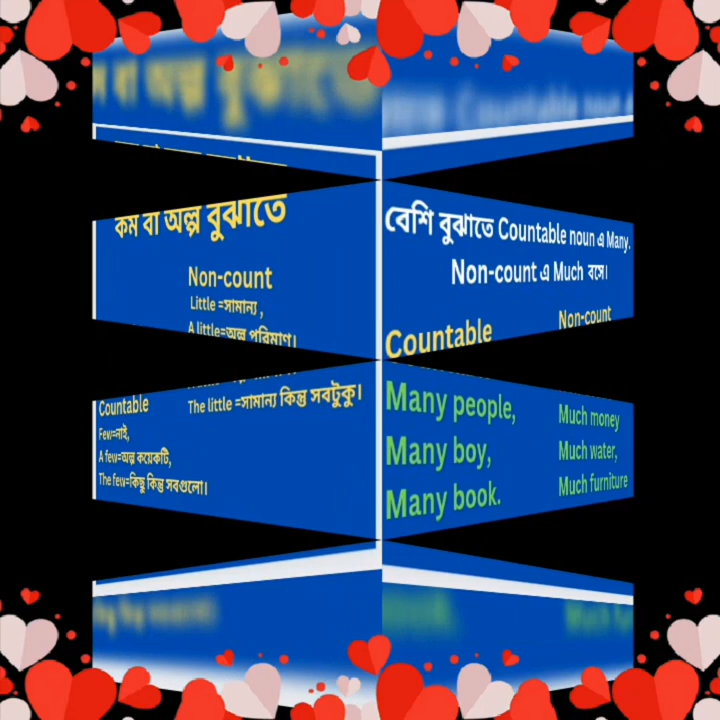 কম বা অল্প বুঝাতে
Non-count
Little =সামান্য ,
A little=অল্প পরিমাণ।
Countable
The little =সামান্য কিন্তু সবটুকু।
Few=নাই,
A few=অল্প কয়েকটি,
The few=কিছু কিন্তু সবগুলো।
বেশি বুঝাতে Countable noun এ Many.
Non-count এ Much বসে।
Countable
Non-count
Many people,
Many boy,
Many book.
Much money
Much water,
Much furniture